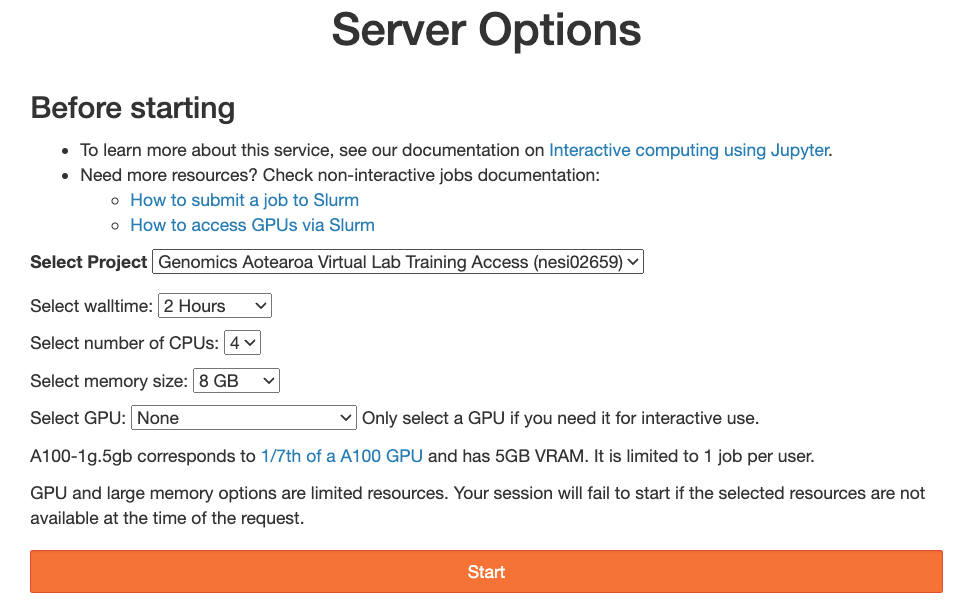 Server Options
Before starting
To learn more about this service, see our documentation on Interactive computing using Jupyter.
Need more resources? Check non-interactive jobs documentation:
How to submit a job to Slurm
How to access GPUs via Slurm
Select Project Genomics Aotearoa Virtual Lab Training Access (nesi02659)
Select walltime: 2 Hours
Select number of CPUs: 4
Select memory size: 8 GB
Select GPU: None Only select a GPU if you need it for interactive use.
A100-1g.5gb corresponds to 1/7th of a A100 GPU and has 5GB VRAM. It is limited to 1 job per user.
GPU and large memory options are limited resources. Your session will fail to start if the selected resources are not
available at the time of the request.
Start